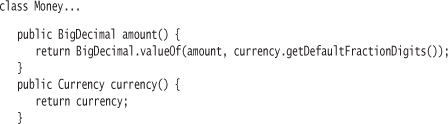 class Money...
public BigDecimal amount() {
return BigDecimal.valueOf(amount, currency.getDefaultFractionDigits());
}
public Currency currency() {
return currency;
}